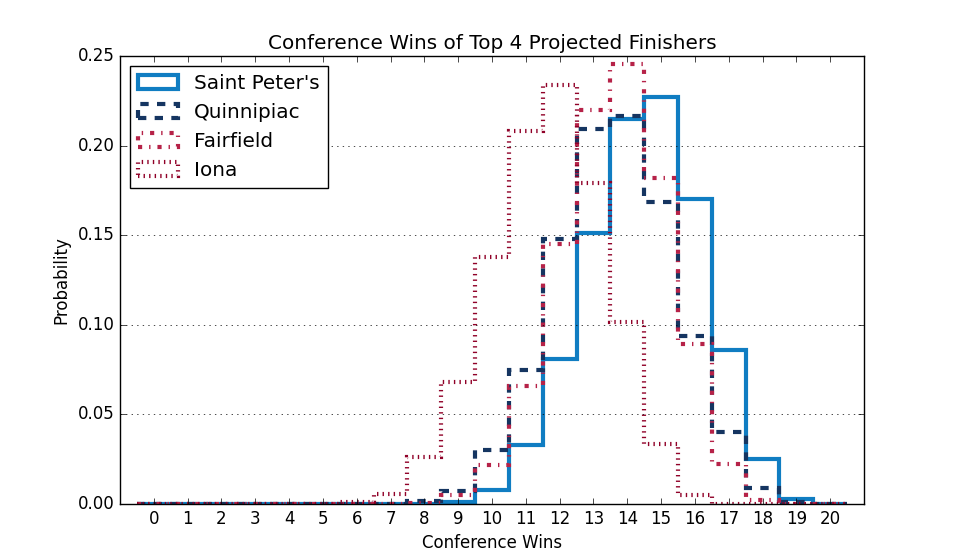 Conference Wins of Top 4 Projected Finishers
Saint Peter's
Quinnipiac
Fairfield
Iona
Probability
0.25
0.20
0.15
0.10
0.05
0.00
0 1 2 3 4 5 6 7 8 9 10 11 12 13 14 15 16 17 18 19 20
Conference Wins